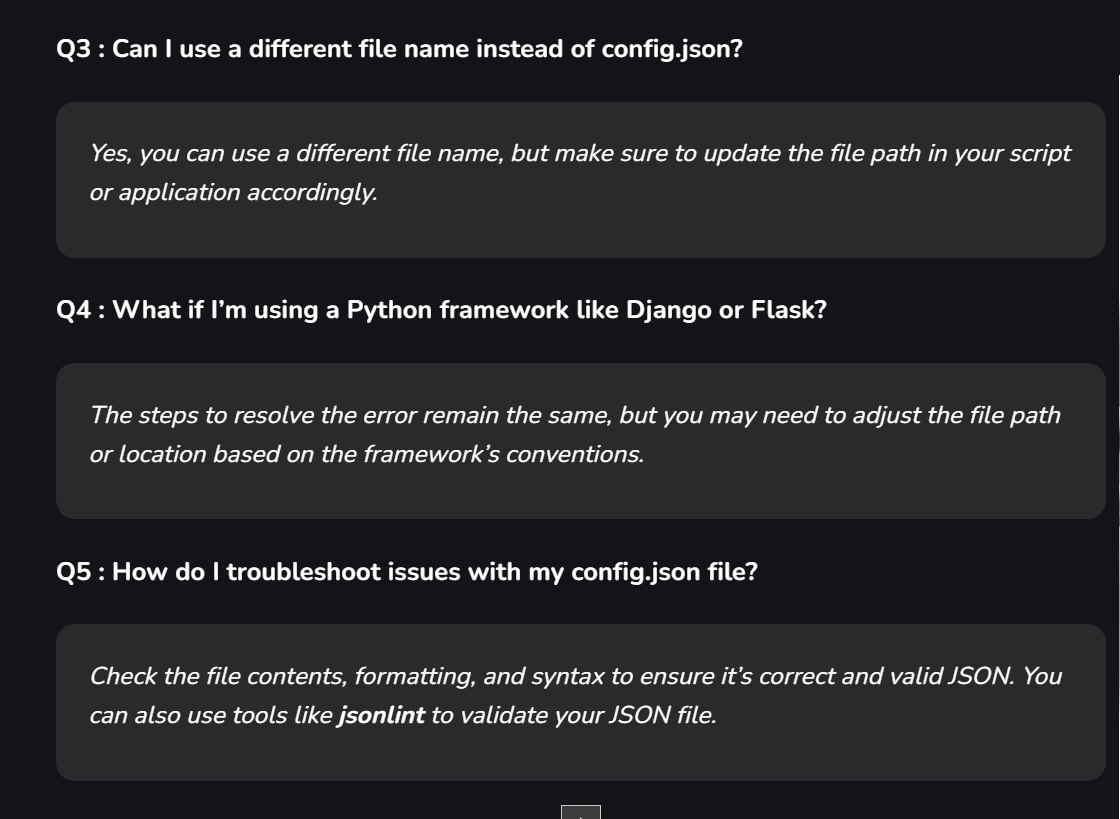 Q3 : Can I use a different file name instead of config.json?
Yes, you can use a different file name, but make sure to update the file path in your script
or application accordingly.
Q4 : What if I’m using a Python framework like Django or Flask?
The steps to resolve the error remain the same, but you may need to adjust the file path
or location based on the framework’s conventions.
Q5 : How do I troubleshoot issues with my config.json file?
Check the file contents, formatting, and syntax to ensure it’s correct and valid JSON. You
can also use tools like jsonlint to validate your JSON file.